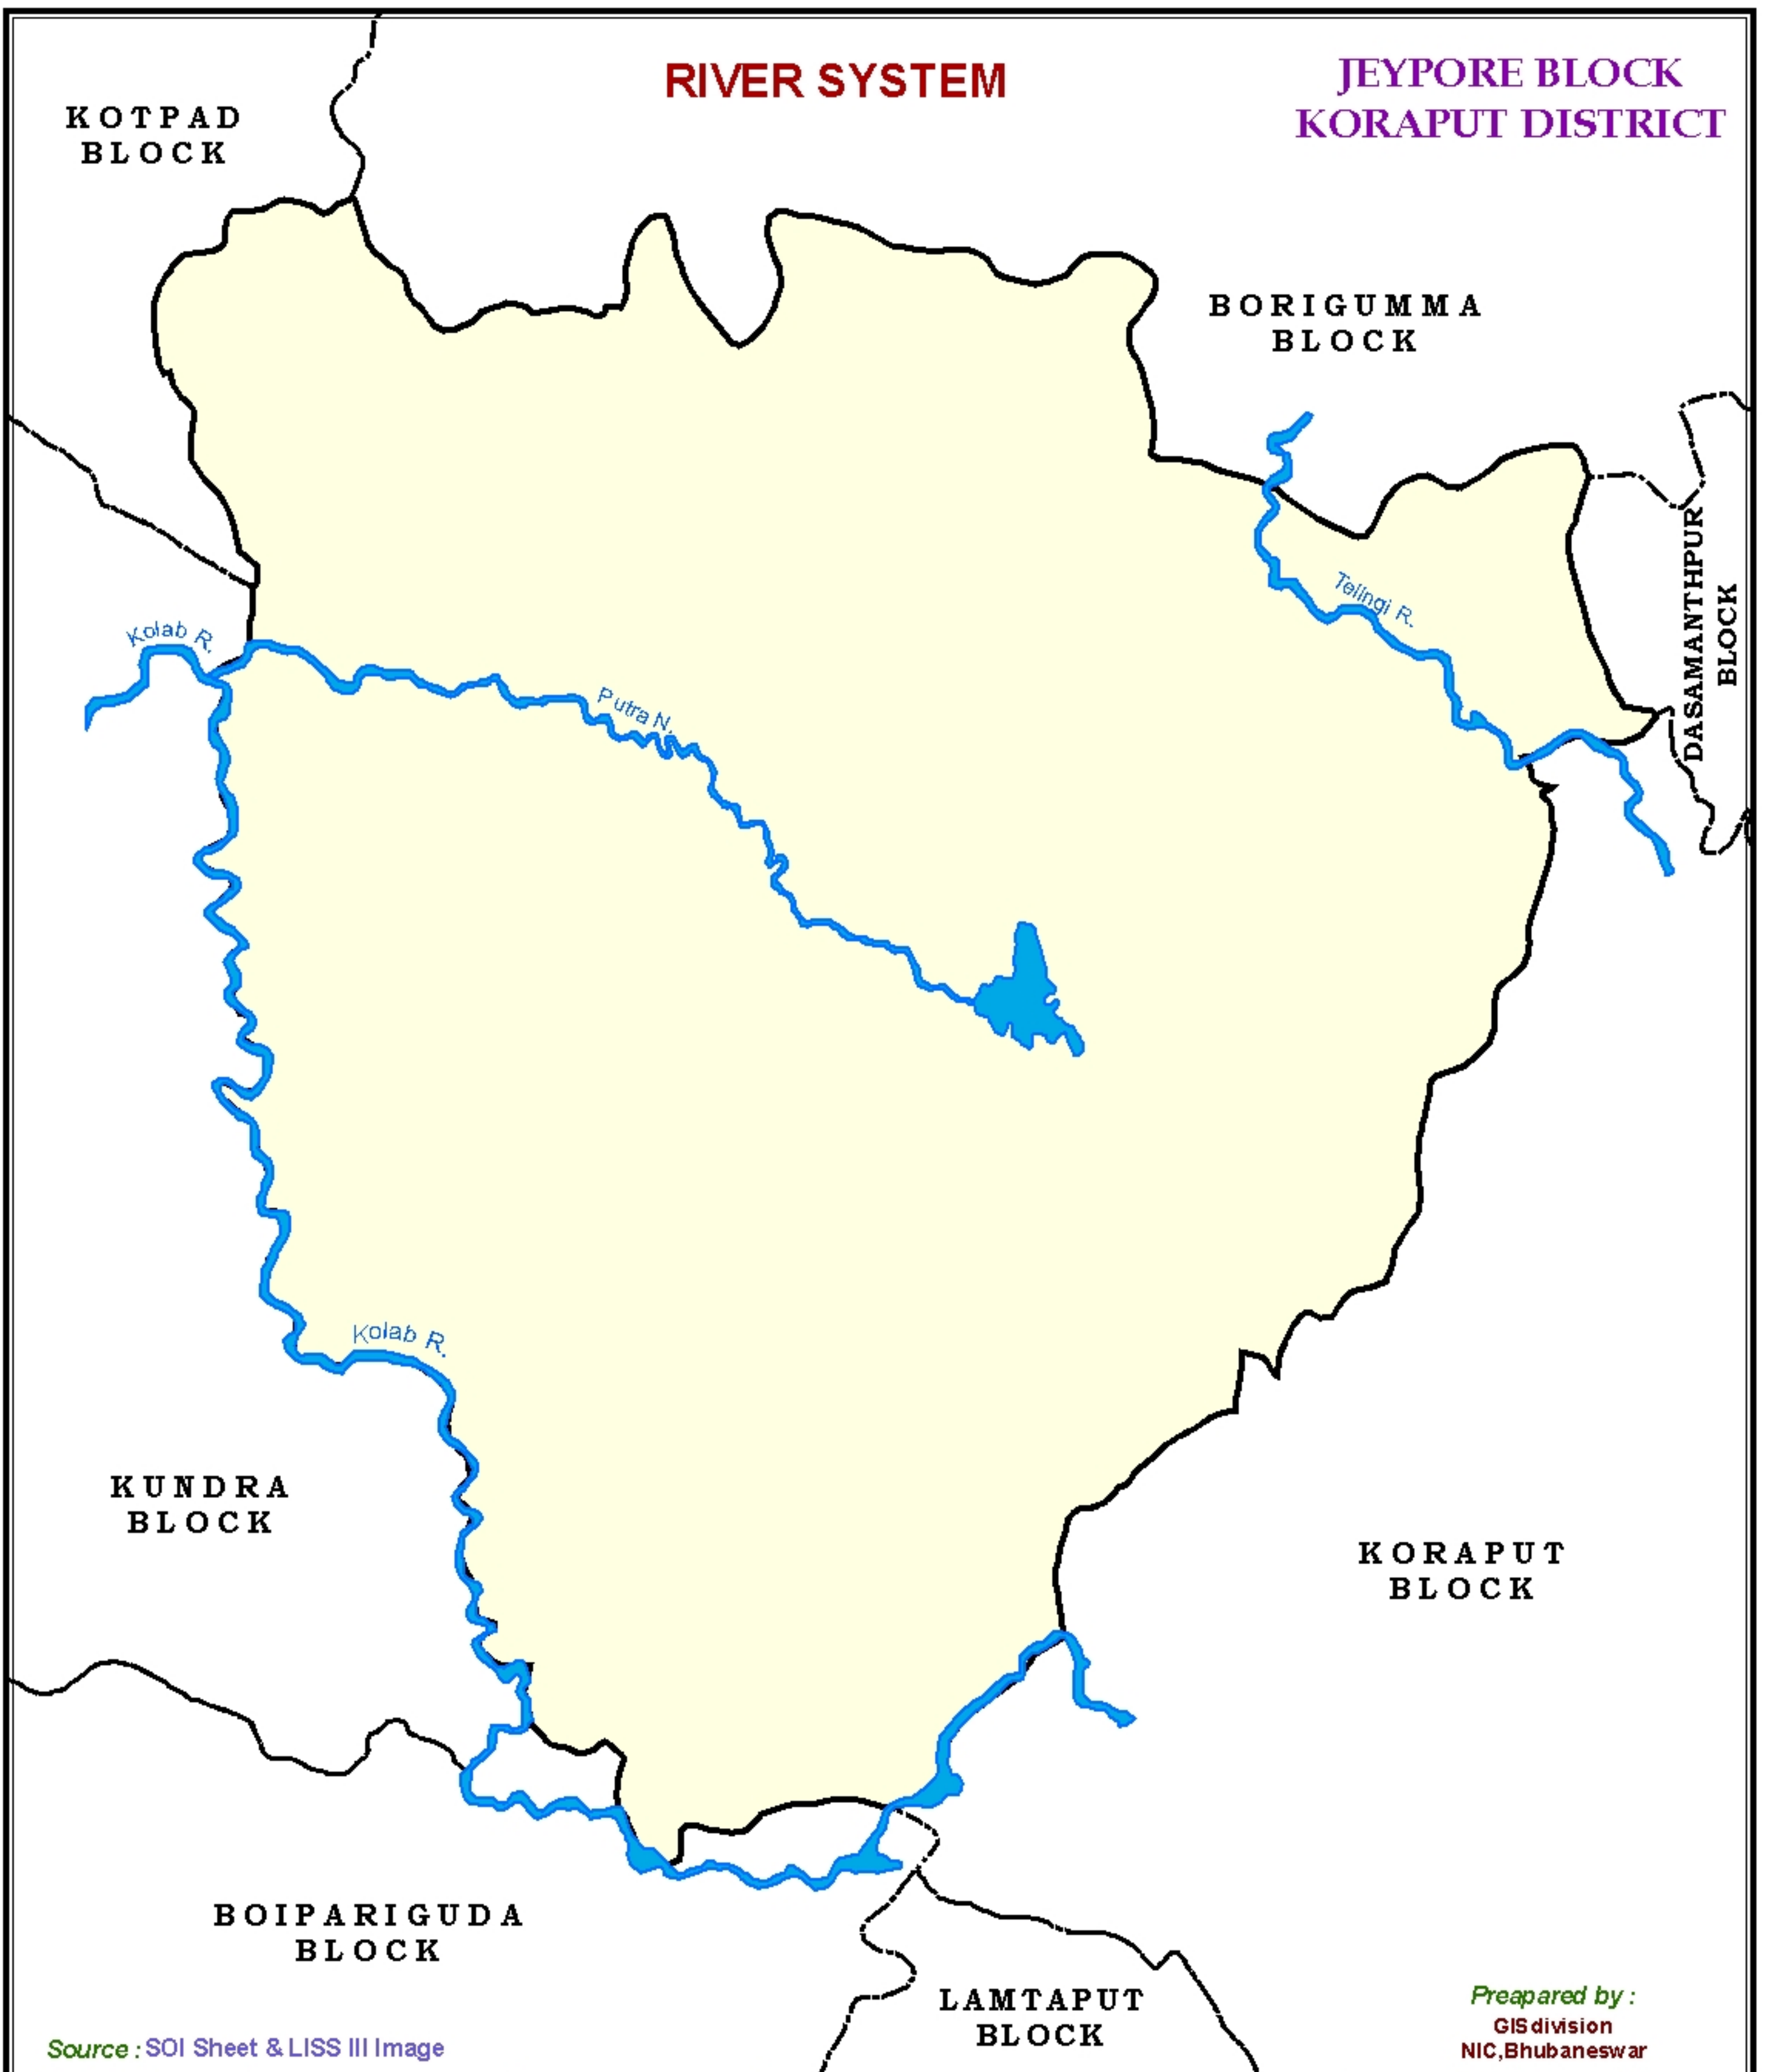 RIVER SYSTEM
JEYPORE BLOCK
KORAPUT DISTRICT
KOTPAD
BLOCK
BORIGUMMA
BLOCK
DASAMANTHPUR
BLOCK
Telingi R.
Kolab R.
Putra N.
Kolab R.
KUNDRA
BLOCK
KORAPUT
BLOCK
BOIPARIGUDA
BLOCK
LAMTAPUT
BLOCK
Source : SOI Sheet & LISS III Image
Preapared by :
GIS division
NIC,Bhubaneswar